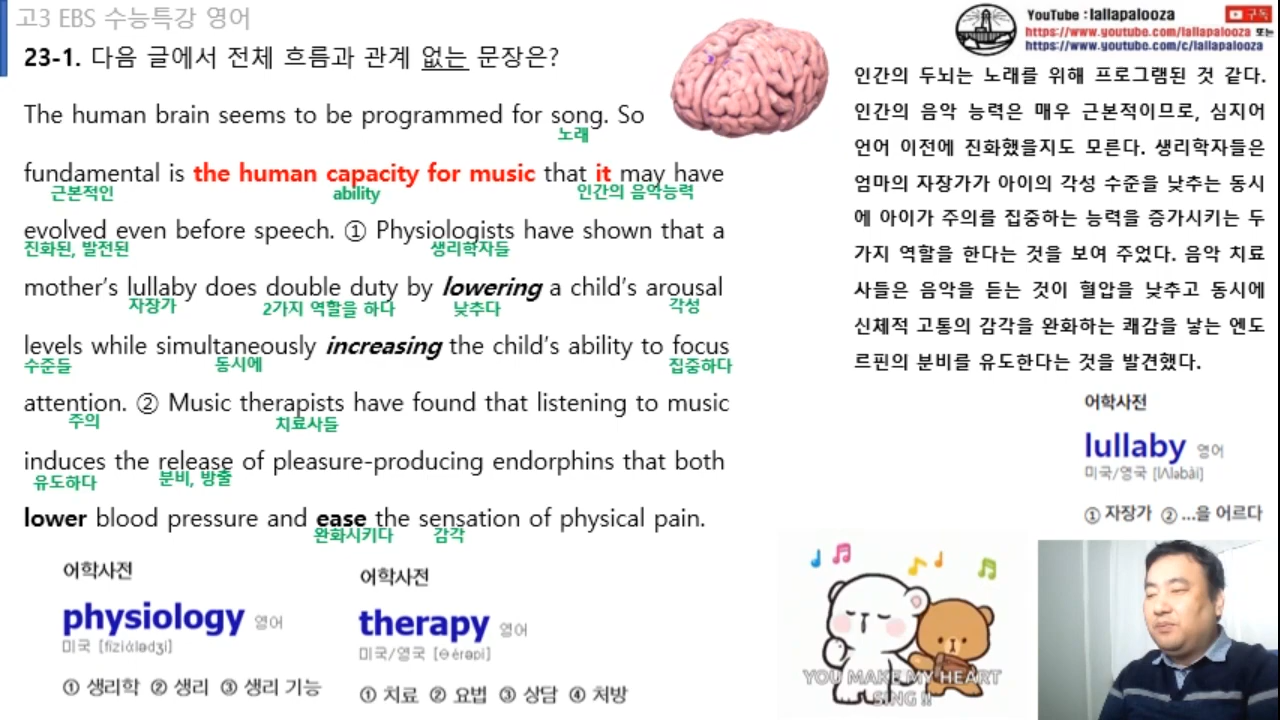 고3 EBS 수능특강 영어
23-1. 다음 글에서 전체 흐름과 관계 없는 문장은?
The human brain seems to be programmed for song. So
노래
fundamental is the human capacity for music that it may have
근본적인 ability 인간의 음악능력
evolved even before speech. ① Physiologists have shown that a
진화된, 발전된 생리학자들
mother's lullaby does double duty by lowering a child's arousal
자장가 2가지 역할을 하다 낮추다 각성
levels while simultaneously increasing the child's ability to focus
수준들 동시에 집중하다
attention. ② Music therapists have found that listening to music
주의 치료사들
induces the release of pleasure-producing endorphins that both
유도하다 분비, 방출
lower blood pressure and ease the sensation of physical pain.
완화시키다 감각
어학사전
physiology 영어
미국 [fìziάlədʒi]
① 생리학 ② 생리 ③ 생리 기능
어학사전
therapy 영어
미국/영국 [θérəpi]
① 치료 ② 요법 ③ 상담 ④ 처방
YouTube : lallapalooza
구독
https://www.youtube.com/lallapalooza 또는
https://www.youtube.com/c/lallapalooza
인간의 두뇌는 노래를 위해 프로그램된 것 같다.
인간의 음악 능력은 매우 근본적이므로, 심지어
언어 이전에 진화했을지도 모른다. 생리학자들은
엄마의 자장가가 아이의 각성 수준을 낮추는 동시
에 아이가 주의를 집중하는 능력을 증가시키는 두
가지 역할을 한다는 것을 보여 주었다. 음악 치료
사들은 음악을 듣는 것이 혈압을 낮추고 동시에
신체적 고통의 감각을 완화하는 쾌감을 낳는 엔도
르핀의 분비를 유도한다는 것을 발견했다.
어학사전
lullaby 영어
미국/영국 [lΛləbài]
① 자장가 ② ...을 어르다
YOU MAKE MY HEART
SING !!